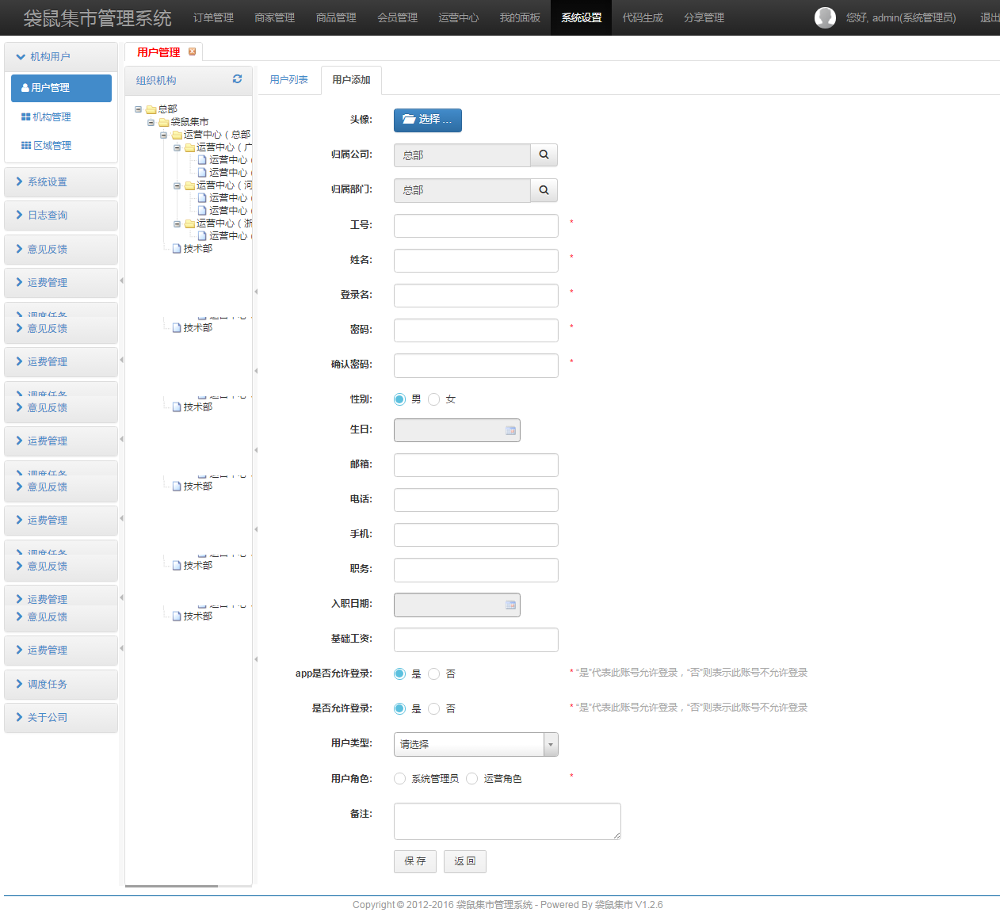 袋鼠集市管理系统 订单管理 商家管理 商品管理 会员管理 运营中心 我的面板 系统设置 代码生成 分享管理 您好, admin(系统管理员) 退出
机构用户
用户管理
机构管理
区域管理
系统设置
日志查询
意见反馈
运费管理
调度任务
意见反馈
运费管理
调度任务
意见反馈
运费管理
调度任务
意见反馈
运费管理
调度任务
意见反馈
运费管理
意见反馈
运费管理
调度任务
关于公司
用户管理
组织机构
总部
袋鼠集市
运营中心（总部
运营中心（广
运营中心（
运营中心（
运营中心（河
运营中心（
运营中心（
运营中心（浙
运营中心（
技术部
技术部
技术部
技术部
技术部
技术部
用户列表 用户添加
头像: 选择 ...
归属公司: 总部
归属部门: 总部
工号: *
姓名: *
登录名: *
密码: *
确认密码: *
性别: 男 女
生日:
邮箱:
电话:
手机:
职务:
入职日期:
基础工资:
app是否允许登录: 是 否 * “是”代表此账号允许登录，“否”则表示此账号不允许登录
是否允许登录: 是 否 * “是”代表此账号允许登录，“否”则表示此账号不允许登录
用户类型: 请选择
用户角色: 系统管理员 运营角色 *
备注:
保 存 返 回
Copyright © 2012-2016 袋鼠集市管理系统 - Powered By 袋鼠集市 V1.2.6